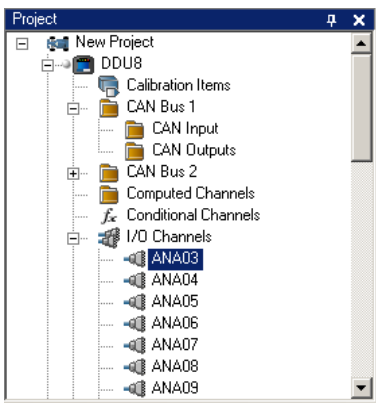 Project
New Project
DDU8
Calibration Items
CAN Bus 1
CAN Input
CAN Outputs
CAN Bus 2
Computed Channels
fx Conditional Channels
I/O Channels
ANA03
ANA04
ANA05
ANA06
ANA07
ANA08
ANA09